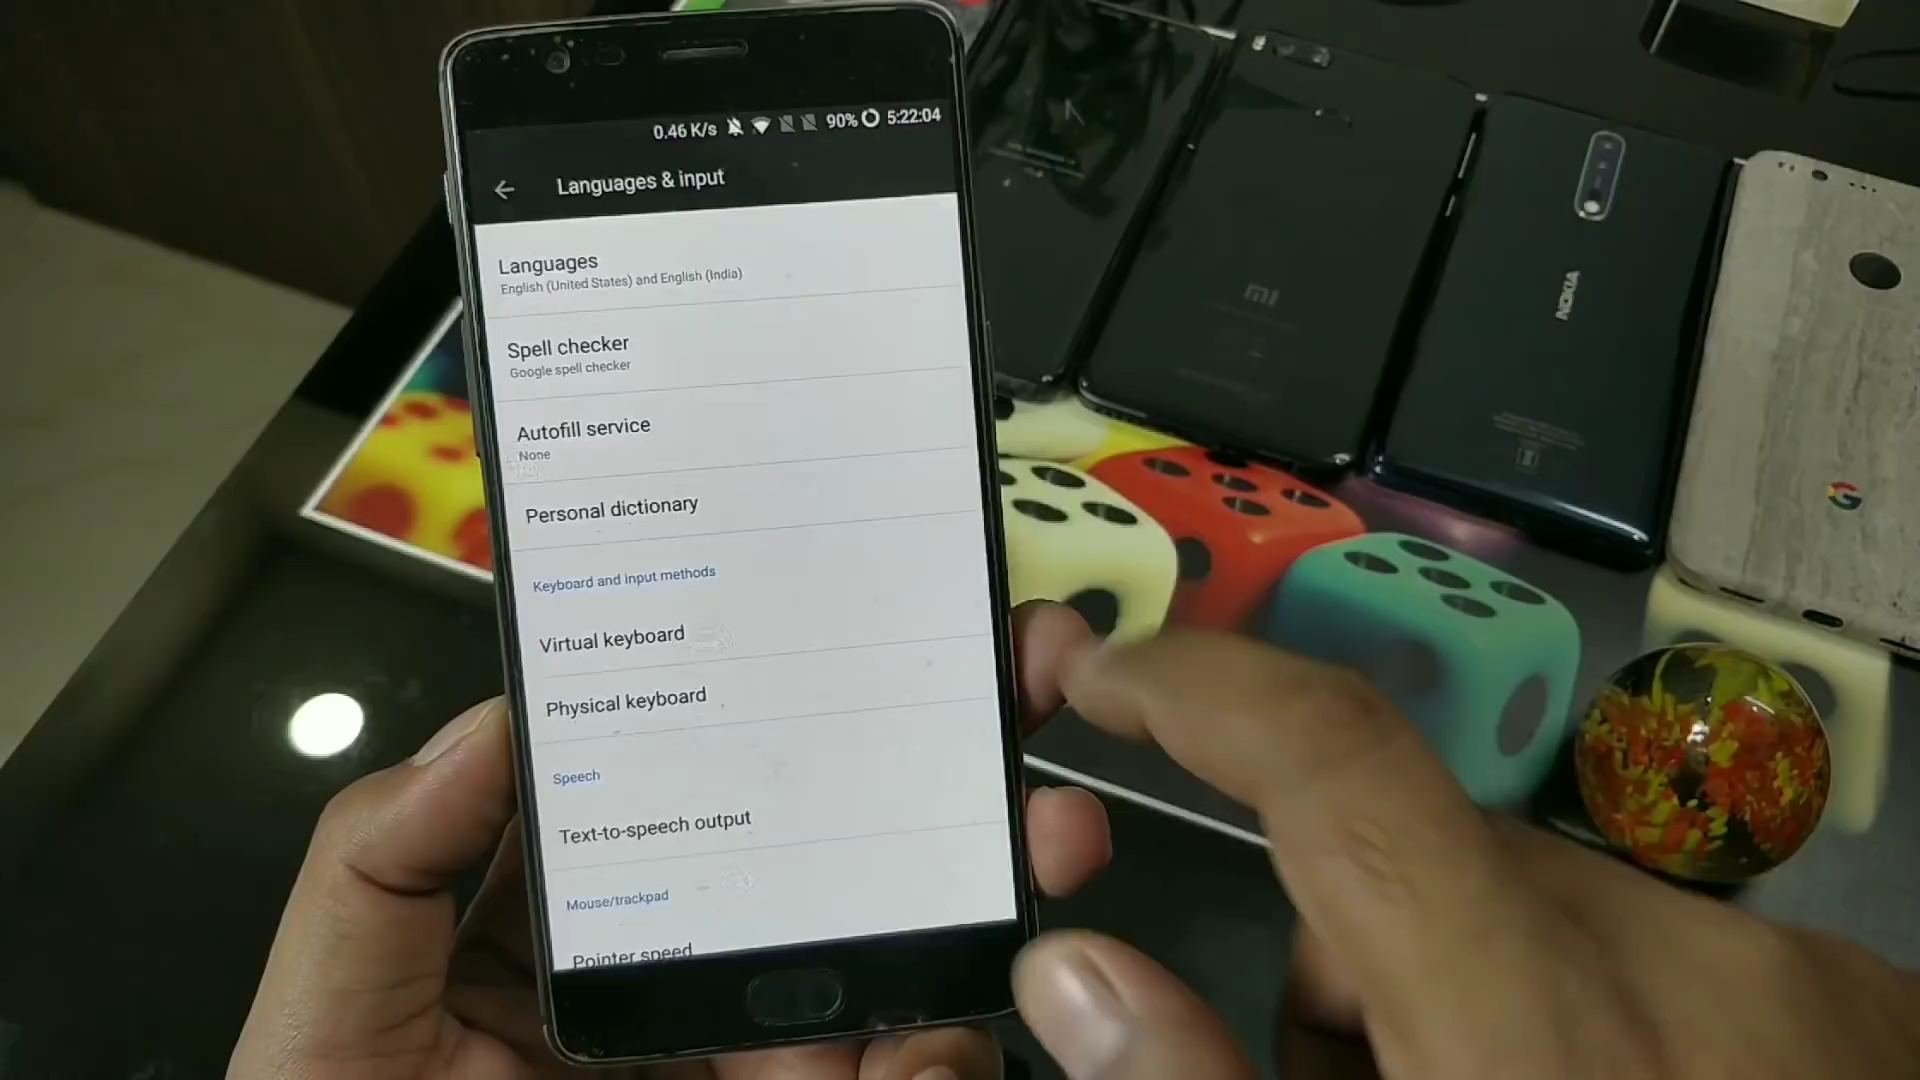 0.46 K/s 90% 5:22:04
Languages & input
Languages
English (United States) and English (India)
Spell checker
Google spell checker
Autofill service
None
Personal dictionary
Keyboard and input methods
Virtual keyboard
Physical keyboard
Speech
Text-to-speech output
Mouse/trackpad
Pointer speed
mi
NOKIA
G